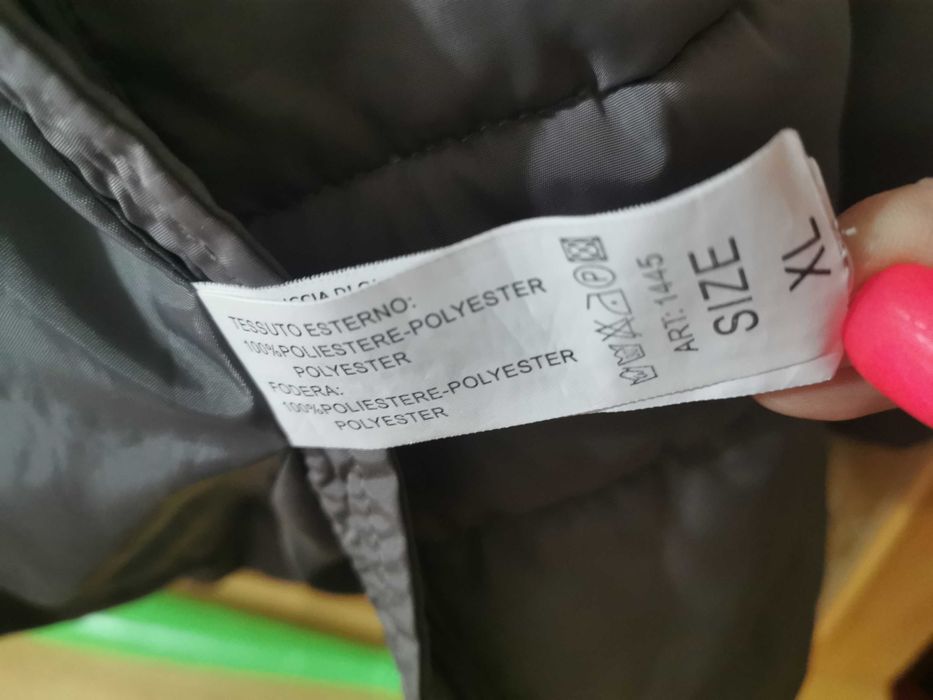 TESSUTO ESTERNO:
100%POLIESTERE-POLYESTER
POLYESTER
FODERA:
100%POLIESTERE-POLYESTER
POLYESTER
ART: 1445
SIZE
XL